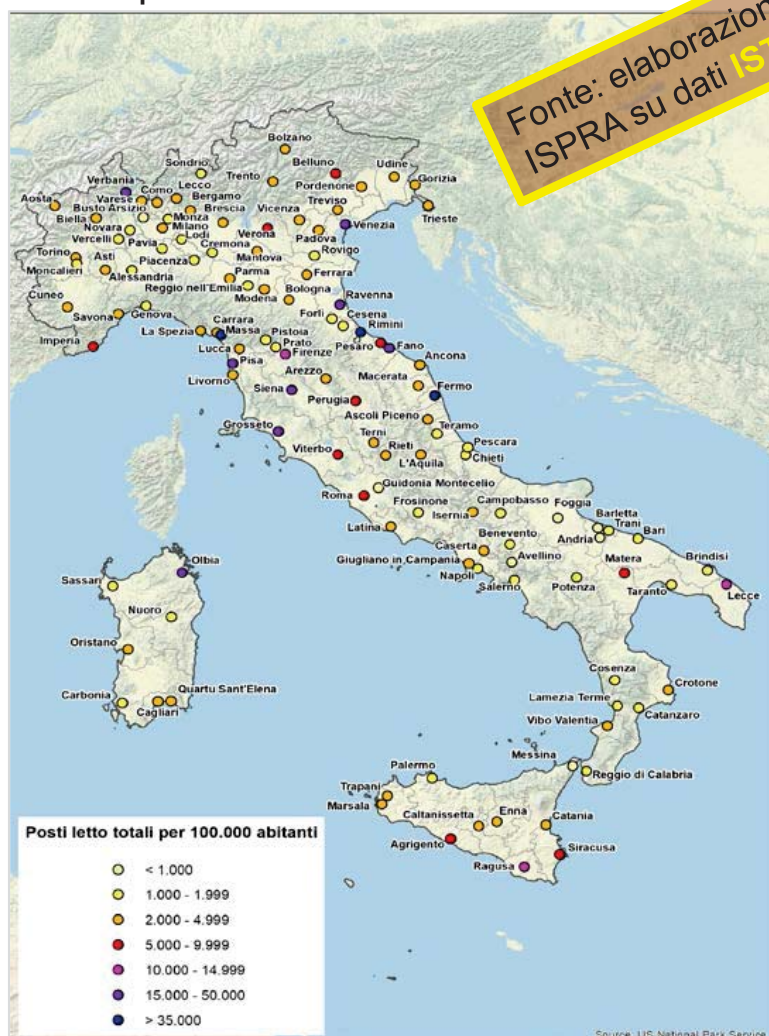 Fonte: elaborazion
ISPRA su dati IST
Bolzano
Sondrio
Belluno
Udine
Verbania
Lecco
Trento
Pordenone
Gorizia
Aosta
Varese
Como
Bergamo
Treviso
Busto Arsizio
Brescia
Vicenza
Trieste
Biella
Monza
Novara
Milano
Verona
Venezia
Vercelli
Lodi
Padova
Pavia
Cremona
Rovigo
Torino
Asti
Piacenza
Mantova
Moncalieri
Alessandria
Parma
Ferrara
Reggio nell'Emilia
Bologna
Cuneo
Modena
Ravenna
Savona
Genova
Forlì
Cesena
Carrara
La Spezia
Massa
Pistoia
Rimini
Imperia
Prato
Lucca
Firenze
Pesaro
Fano
Pisa
Arezzo
Ancona
Livorno
Siena
Macerata
Fermo
Perugia
Ascoli Piceno
Grosseto
Terni
Teramo
Viterbo
Rieti
Pescara
L'Aquila
Chieti
Guidonia Montecelio
Roma
Frosinone
Campobasso
Foggia
Isernia
Barletta
Latina
Trani
Benevento
Bari
Caserta
Andria
Giugliano in Campania
Avellino
Matera
Brindisi
Olbia
Napoli
Sassari
Salerno
Potenza
Taranto
Lecce
Nuoro
Oristano
Cosenza
Carbonia
Quartu Sant'Elena
Crotone
Cagliari
Lamezia Terme
Vibo Valentia
Catanzaro
Messina
Palermo
Reggio di Calabria
Trapani
Marsala
Caltanissetta
Enna
Catania
Agrigento
Siracusa
Ragusa
Posti letto totali per 100.000 abitanti
< 1.000
1.000 - 1.999
2.000 - 4.999
5.000 - 9.999
10.000 - 14.999
15.000 - 50.000
> 35.000
Source: US National Park Service